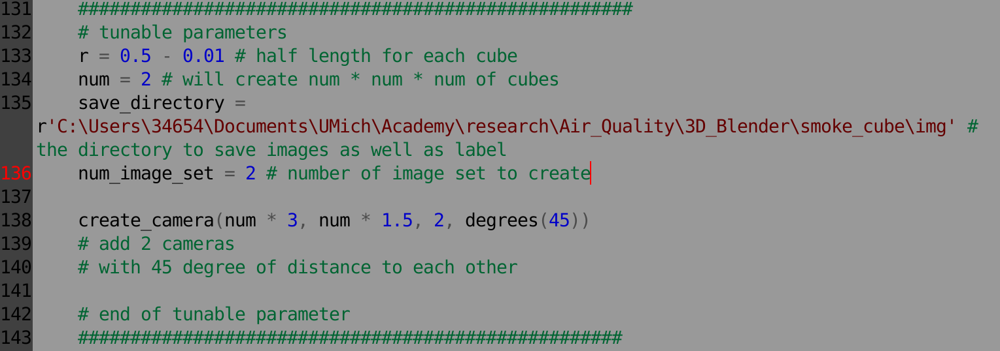 131 #####################################################
132 # tunable parameters
133 r = 0.5 - 0.01 # half length for each cube
134 num = 2 # will create num * num * num of cubes
135 save_directory =
r'C:\Users\34654\Documents\UMich\Academy\research\Air_Quality\3D_Blender\smoke_cube\img' #
the directory to save images as well as label
136 num_image_set = 2 # number of image set to create
137
138 create_camera(num * 3, num * 1.5, 2, degrees(45))
139 # add 2 cameras
140 # with 45 degree of distance to each other
141
142 # end of tunable parameter
143 ####################################################